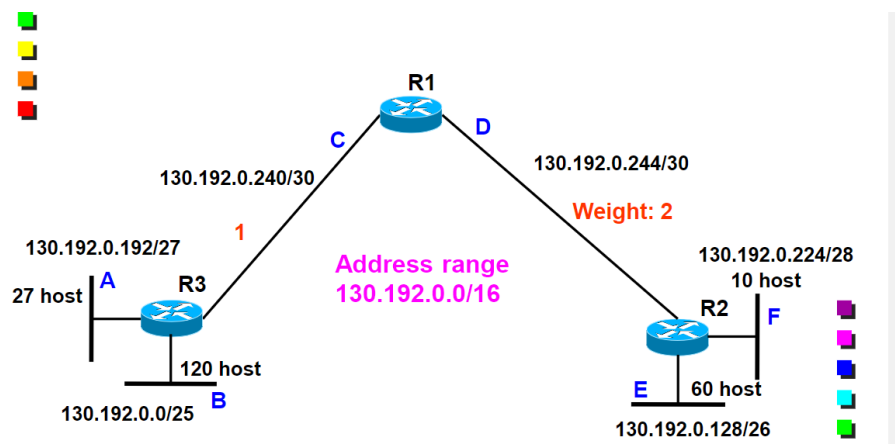 R1
C
D
130.192.0.240/30
130.192.0.244/30
Weight: 2
1
130.192.0.192/27
130.192.0.224/28
Address range
130.192.0.0/16
A
27 host
R3
10 host
R2
F
120 host
B
130.192.0.0/25
E
60 host
130.192.0.128/26